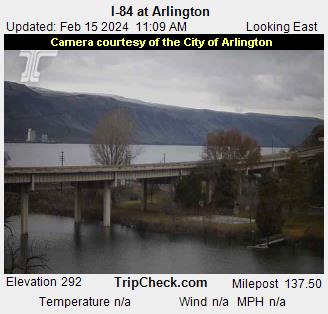 I-84 at Arlington
Updated: Feb 15 2024 11:09 AM Looking East
Camera courtesy of the City of Arlington
Elevation 292 TripCheck.com Milepost 137.50
Temperature n/a Wind n/a MPH n/a